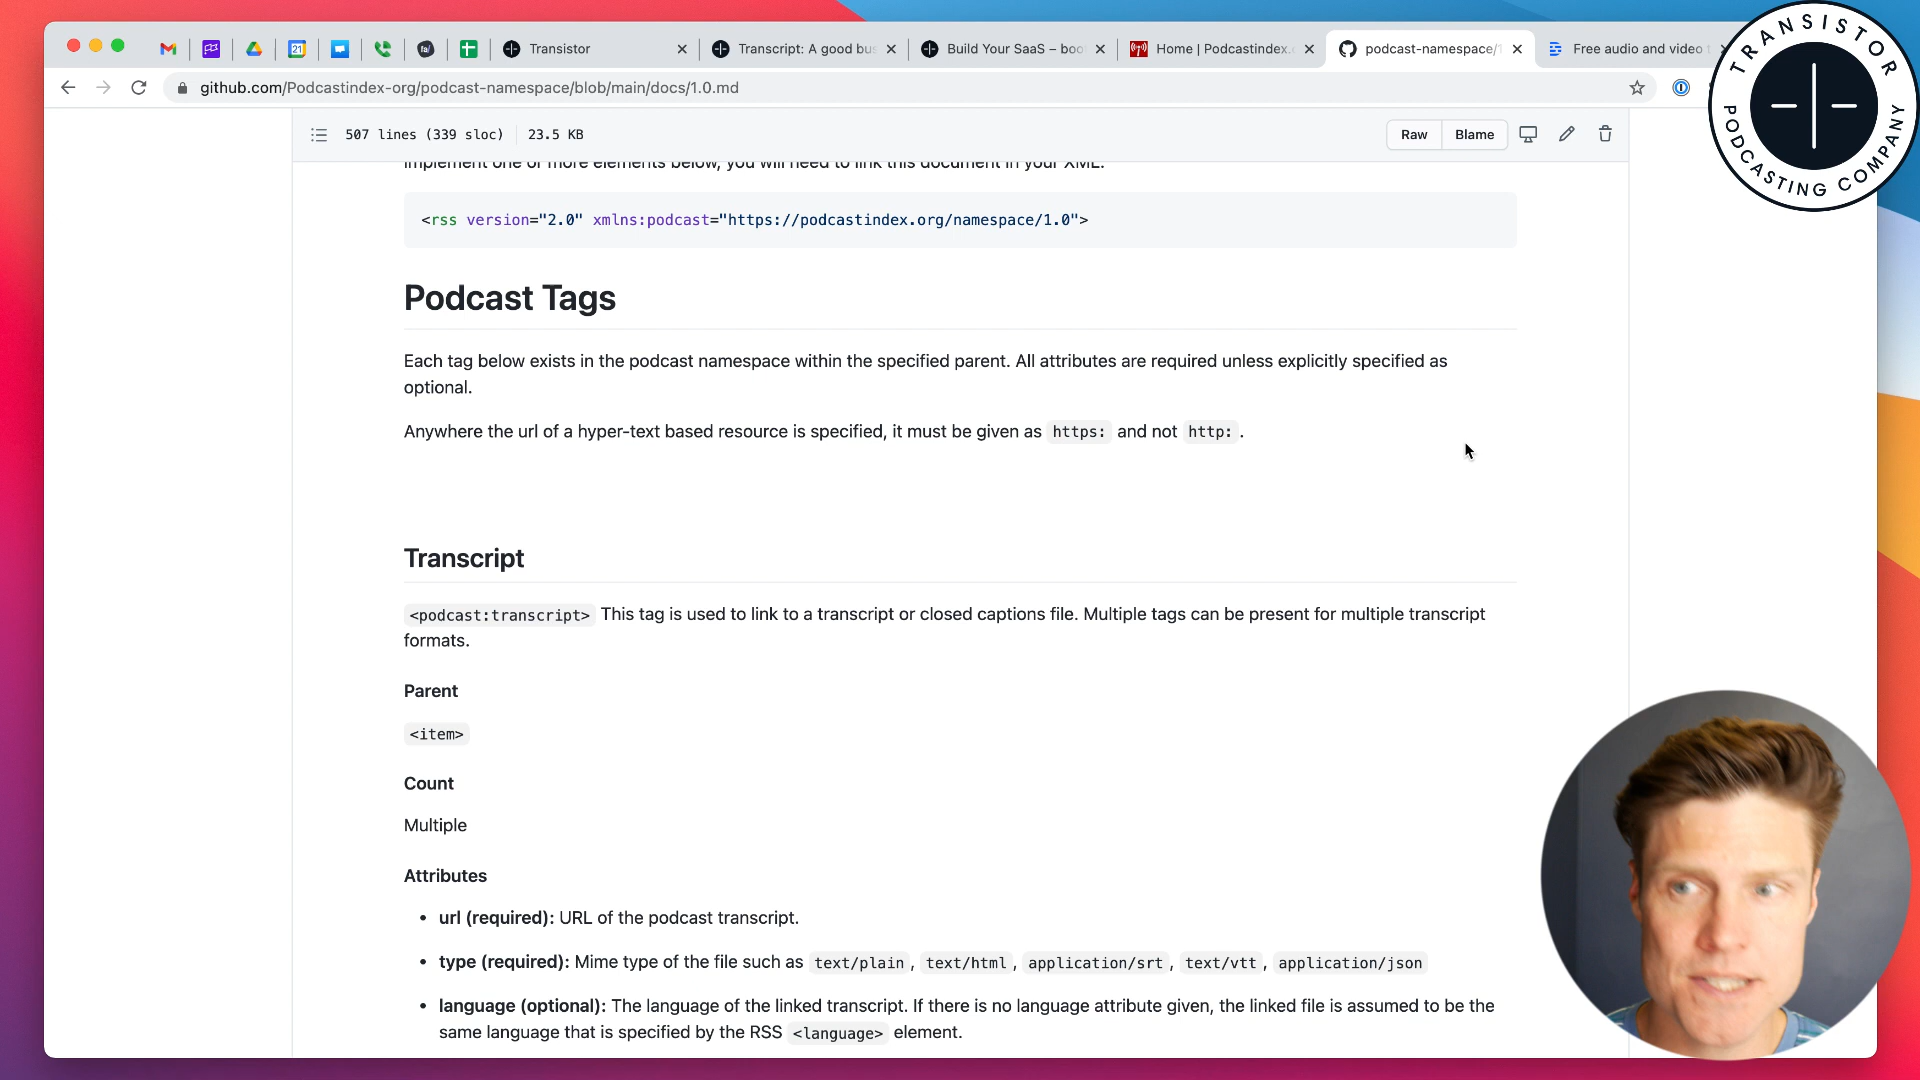 Transistor
Transcript: A good bus
Build Your SaaS – boo
Home | Podcastindex.
podcast-namespace/1
Free audio and video
github.com/Podcastindex-org/podcast-namespace/blob/main/docs/1.0.md
TRANSISTOR
PODCASTING COMPANY
507 lines (339 sloc) 23.5 KB
Raw
Blame
implement one or more elements below, you will need to link this document in your XML.
<rss version="2.0" xmlns:podcast="https://podcastindex.org/namespace/1.0">
Podcast Tags
Each tag below exists in the podcast namespace within the specified parent. All attributes are required unless explicitly specified as
optional.
Anywhere the url of a hyper-text based resource is specified, it must be given as https: and not http: .
Transcript
<podcast:transcript> This tag is used to link to a transcript or closed captions file. Multiple tags can be present for multiple transcript
formats.
Parent
<item>
Count
Multiple
Attributes
• url (required): URL of the podcast transcript.
• type (required): Mime type of the file such as text/plain , text/html , application/srt , text/vtt , application/json
• language (optional): The language of the linked transcript. If there is no language attribute given, the linked file is assumed to be the
same language that is specified by the RSS <language> element.